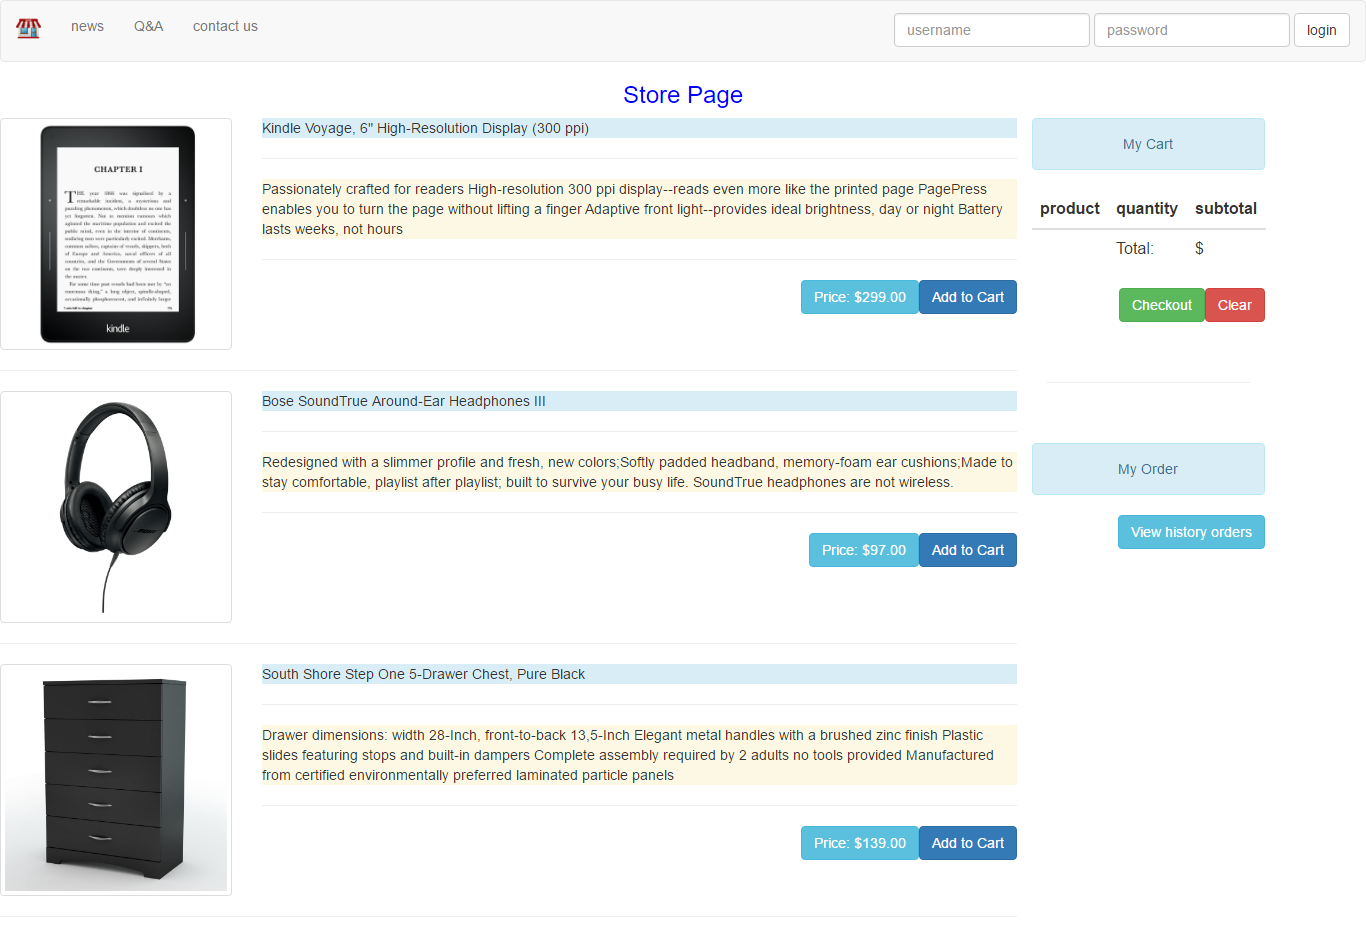 news Q&A contact us username password login
Store Page
CHAPTER I
kindle
Kindle Voyage, 6" High-Resolution Display (300 ppi)
Passionately crafted for readers High-resolution 300 ppi display--reads even more like the printed page PagePress
enables you to turn the page without lifting a finger Adaptive front light--provides ideal brightness, day or night Battery
lasts weeks, not hours
Price: $299.00 Add to Cart
Bose SoundTrue Around-Ear Headphones III
Redesigned with a slimmer profile and fresh, new colors;Softly padded headband, memory-foam ear cushions;Made to
stay comfortable, playlist after playlist; built to survive your busy life. SoundTrue headphones are not wireless.
Price: $97.00 Add to Cart
South Shore Step One 5-Drawer Chest, Pure Black
Drawer dimensions: width 28-Inch, front-to-back 13,5-Inch Elegant metal handles with a brushed zinc finish Plastic
slides featuring stops and built-in dampers Complete assembly required by 2 adults no tools provided Manufactured
from certified environmentally preferred laminated particle panels
Price: $139.00 Add to Cart
My Cart
product quantity subtotal
Total: $
Checkout Clear
My Order
View history orders